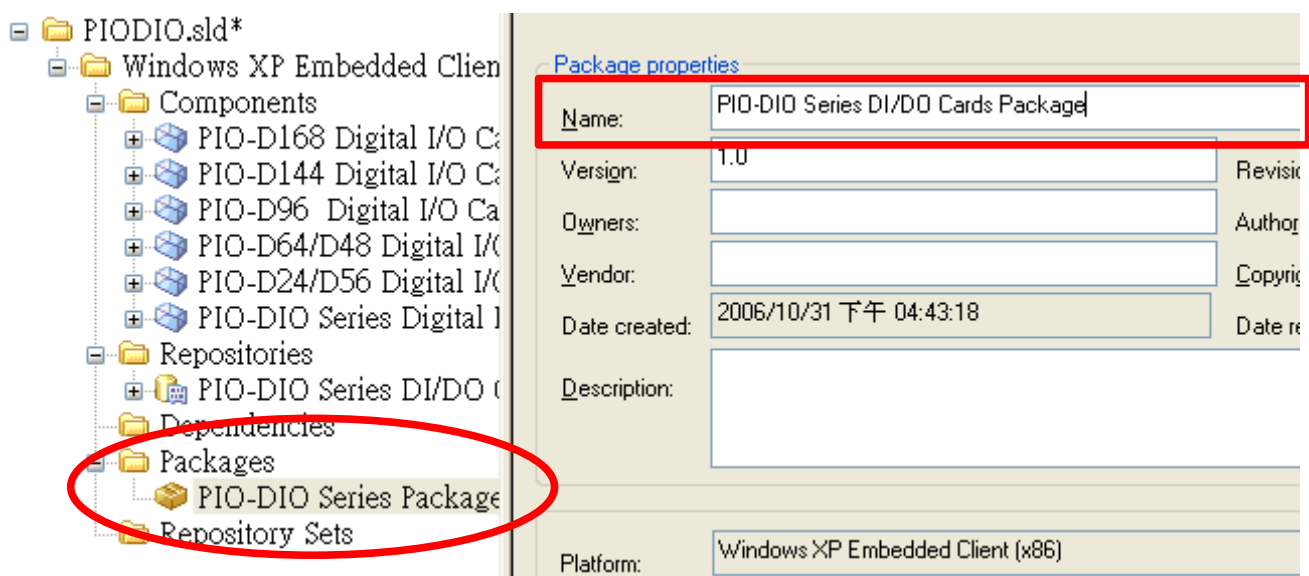 PIODIO.sld*
Windows XP Embedded Clien
Components
PIO-D168 Digital I/O Ca
PIO-D144 Digital I/O Ca
PIO-D96 Digital I/O Ca
PIO-D64/D48 Digital I/(
PIO-D24/D56 Digital I/(
PIO-DIO Series Digital I
Repositories
PIO-DIO Series DI/DO (
Dependencies
Packages
PIO-DIO Series Package
Repository Sets
Package properties
Name: PIO-DIO Series DI/DO Cards Package
Version: 1.0 Revisio
Owners: Author
Vendor: Copyrig
Date created: 2006/10/31 下午 04:43:18 Date re
Description:
Platform: Windows XP Embedded Client (x86)